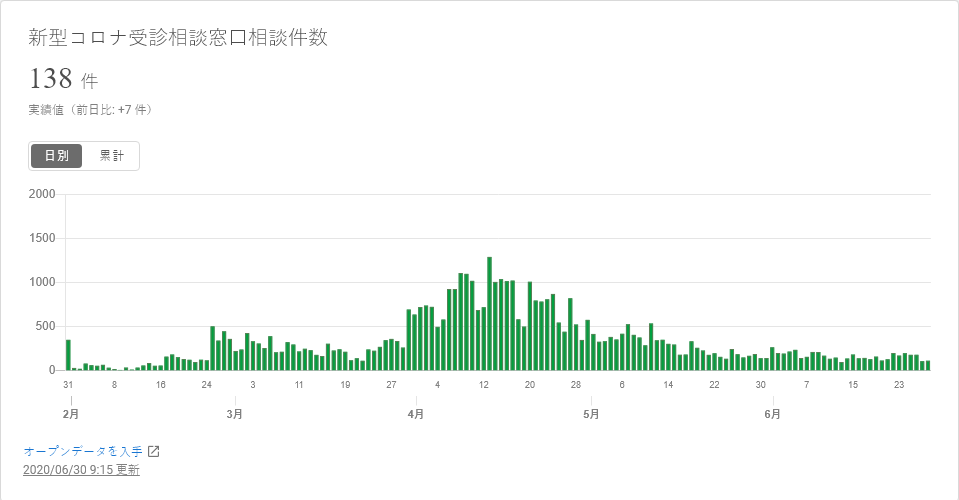 新型コロナ受診相談窓口相談件数
138 件
実績値（前日比: +7 件）
日別 累計
2000
1500
1000
500
0
31 8 16 24 3 11 19 27 4 12 20 28 6 14 22 30 7 15 23
2月 3月 4月 5月 6月
オープンデータを入手
2020/06/30 9:15 更新